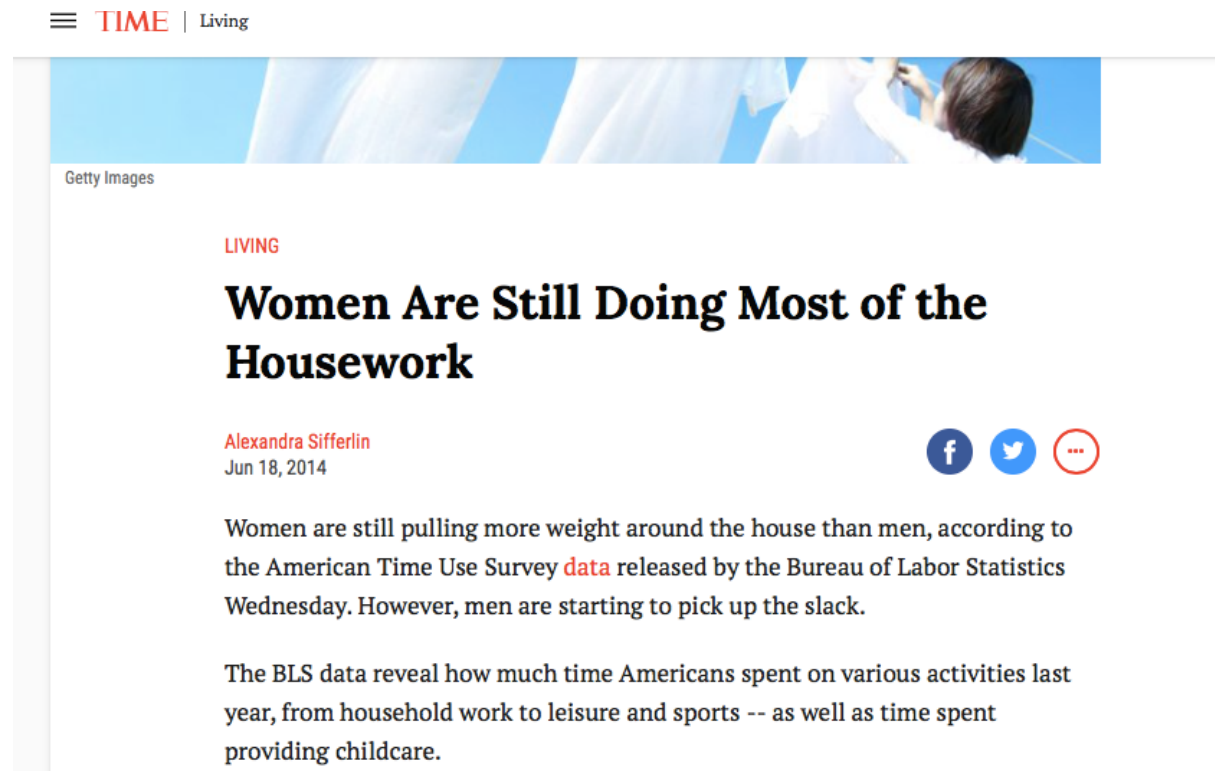 TIME | Living
Getty Images
LIVING
Women Are Still Doing Most of the
Housework
Alexandra Sifferlin
Jun 18, 2014
Women are still pulling more weight around the house than men, according to
the American Time Use Survey data released by the Bureau of Labor Statistics
Wednesday. However, men are starting to pick up the slack.
The BLS data reveal how much time Americans spent on various activities last
year, from household work to leisure and sports -- as well as time spent
providing childcare.